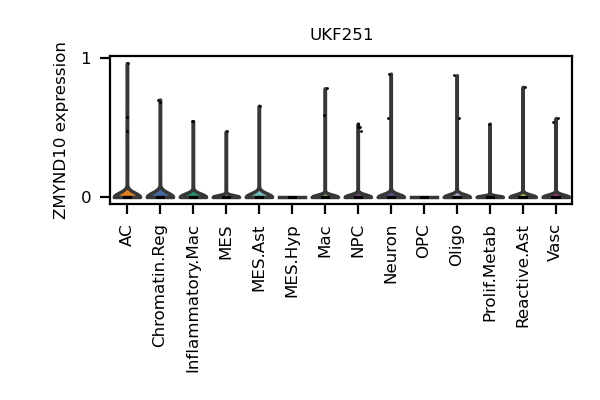 UKF251
ZMYND10 expression
1
0
AC
Chromatin.Reg
Inflammatory.Mac
MES
MES.Ast
MES.Hyp
Mac
NPC
Neuron
OPC
Oligo
Prolif.Metab
Reactive.Ast
Vasc